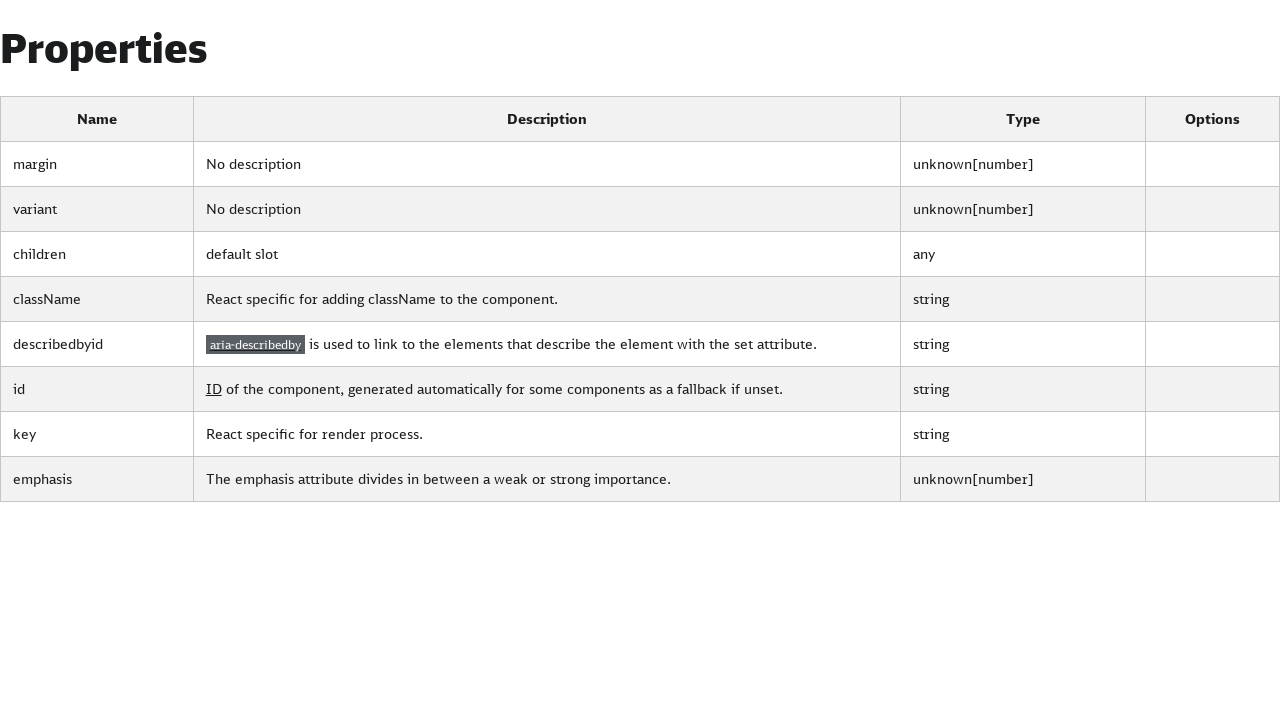 Properties
Name Description Type Options
margin No description unknown[number]
variant No description unknown[number]
children default slot any
className React specific for adding className to the component. string
describedbyid aria-describedby is used to link to the elements that describe the element with the set attribute. string
id ID of the component, generated automatically for some components as a fallback if unset. string
key React specific for render process. string
emphasis The emphasis attribute divides in between a weak or strong importance. unknown[number]